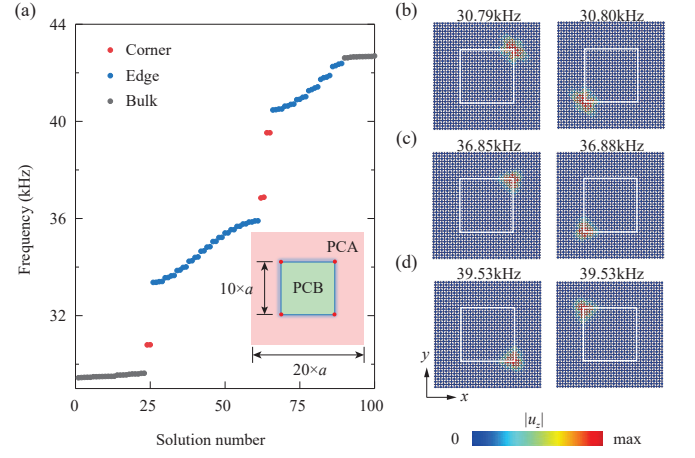 (a)
44
40
36
32
Frequency (kHz)
Corner
Edge
Bulk
PCA
PCB
10×a
20×a
0
25
50
75
100
Solution number
(b)
30.79kHz
30.80kHz
(c)
36.85kHz
36.88kHz
(d)
39.53kHz
39.53kHz
y
x
|u_z|
0
max